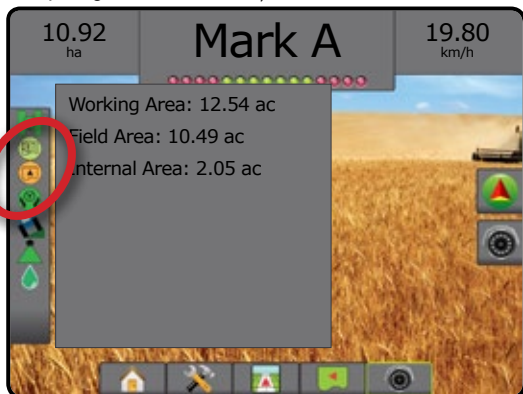 10.92
ha
Mark A
19.80
km/h
Working Area: 12.54 ac
Field Area: 10.49 ac
Internal Area: 2.05 ac